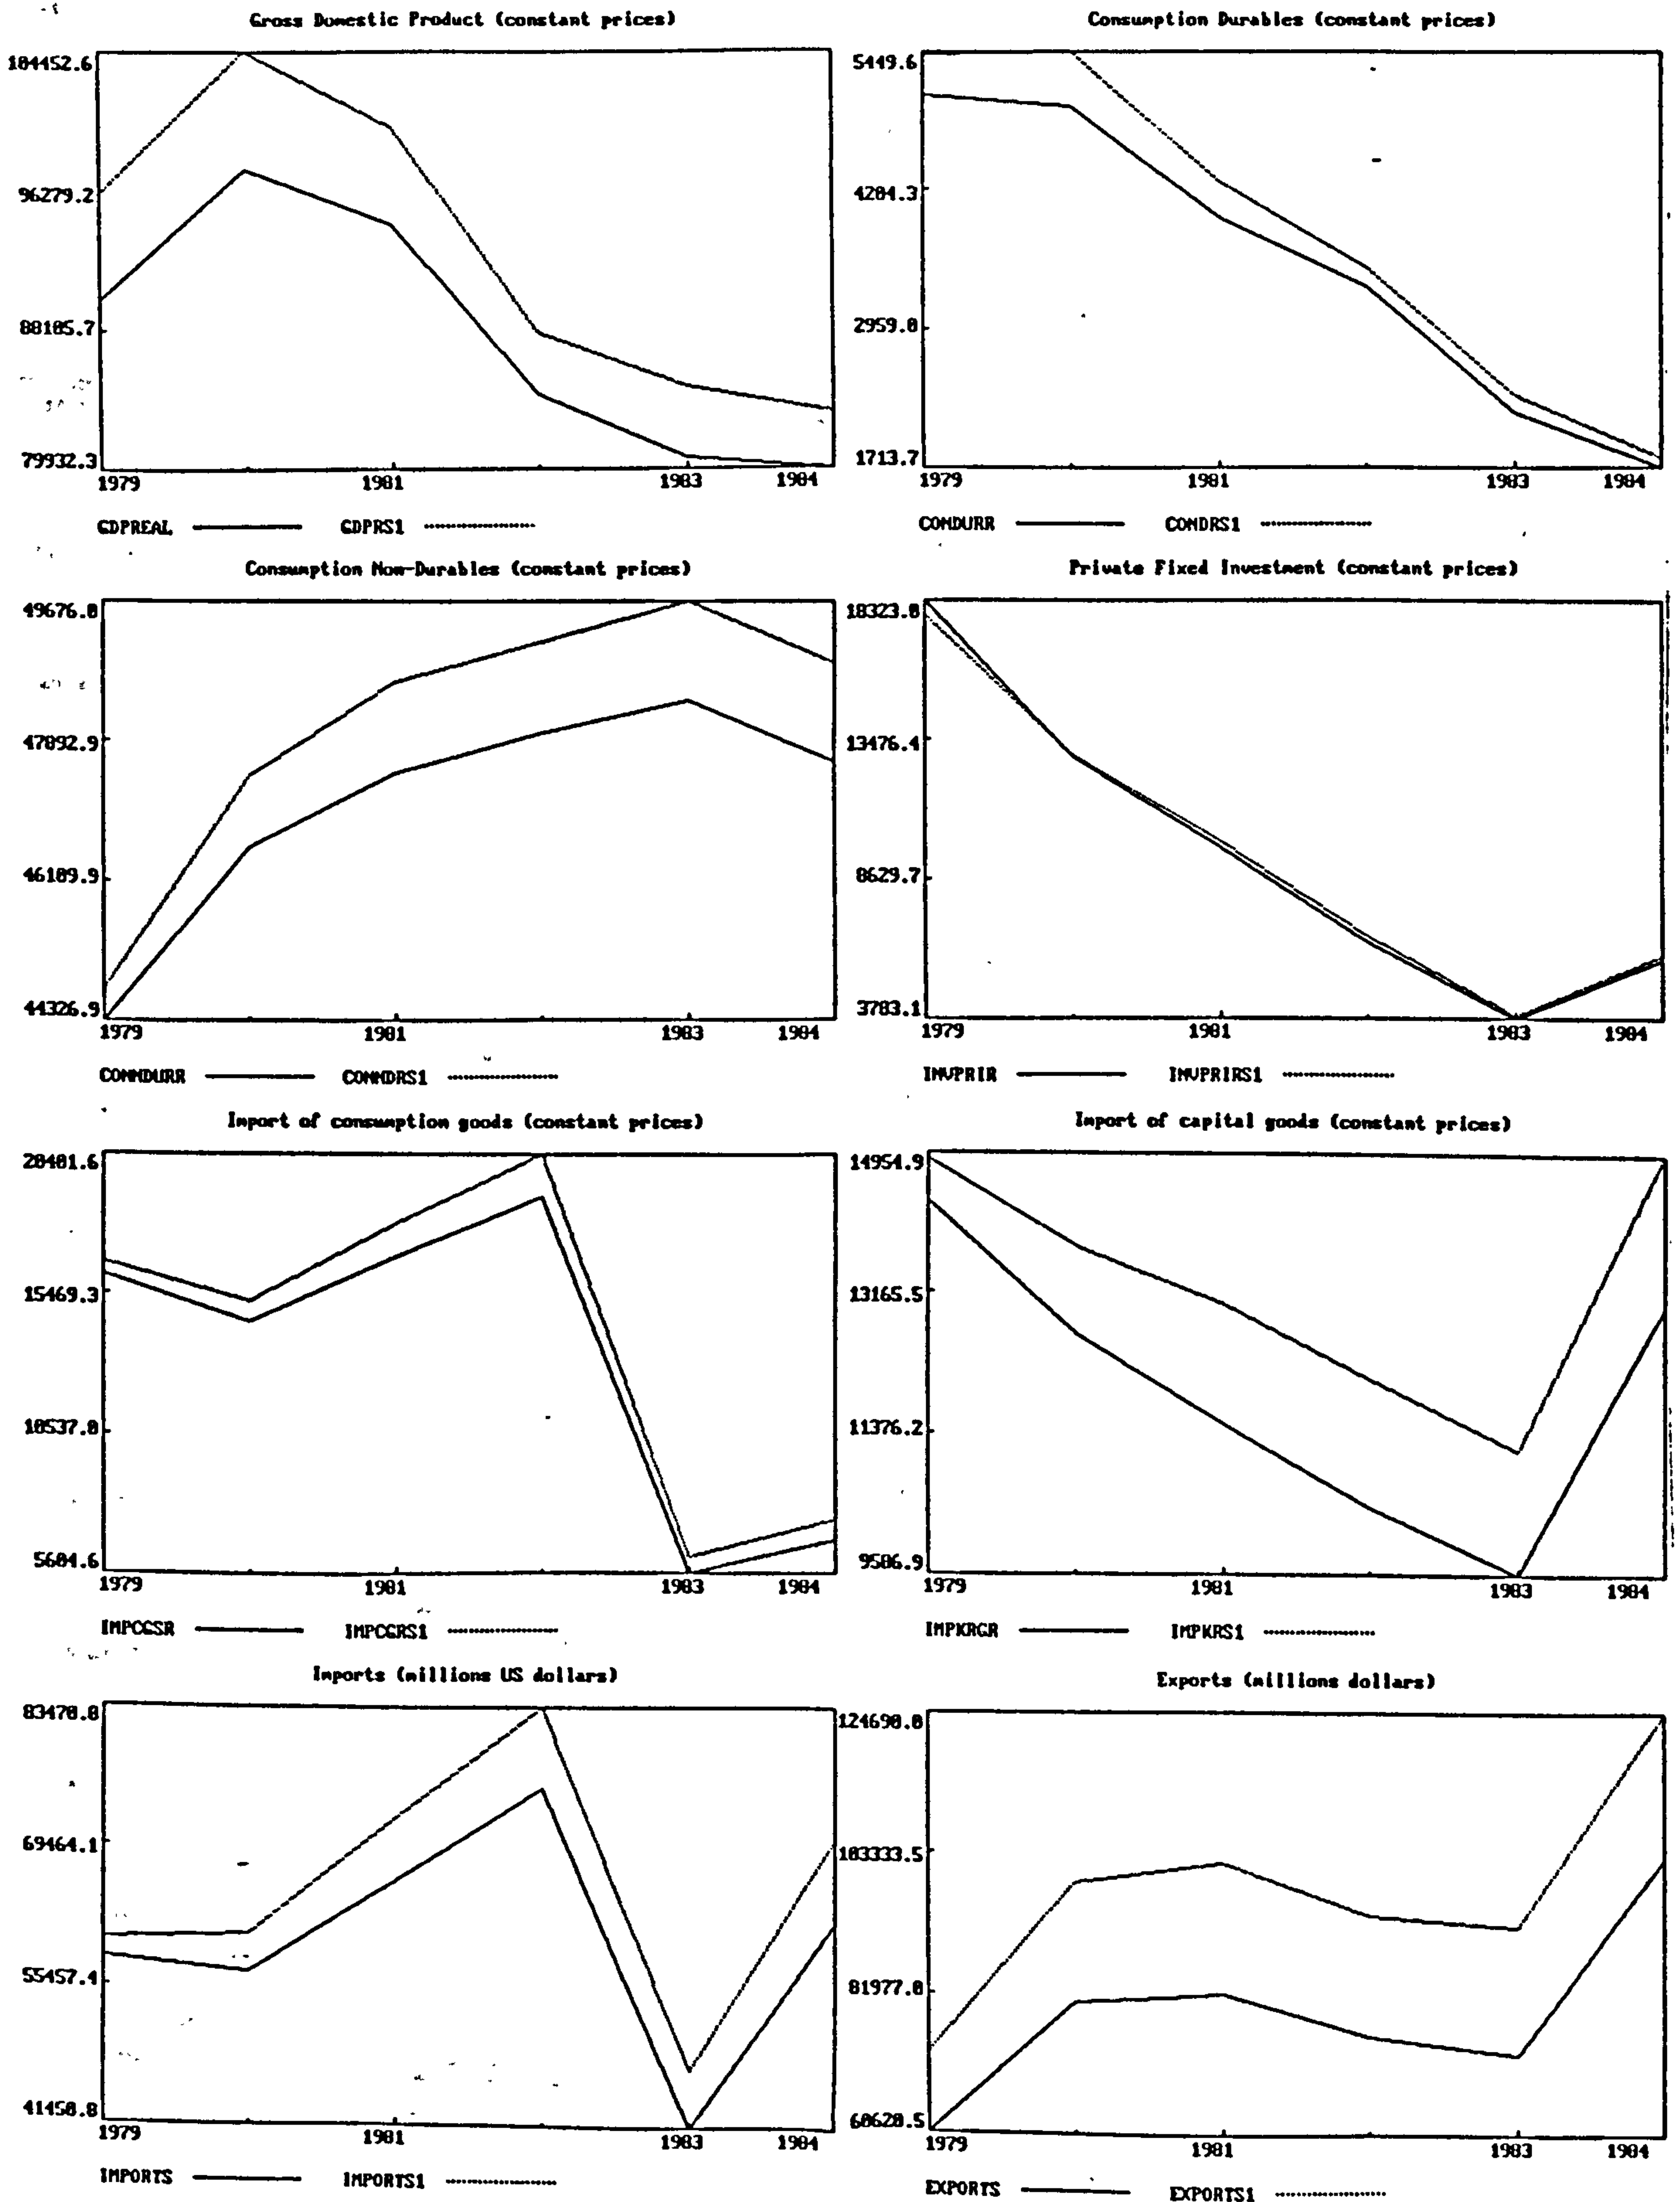 Gross Domestic Product (constant prices)
104452.6
96279.2
88105.7
79932.3
1979 1981 1983 1984
GDPREAL GDPRS1
Consumption Durables (constant prices)
5449.6
4204.3
2959.0
1713.7
1979 1981 1983 1984
CONDURR CONDRS1
Consumption Non-Durables (constant prices)
49676.0
47892.9
46109.9
44326.9
1979 1981 1983 1984
CONNDURR CONNDRS1
Private Fixed Investment (constant prices)
18323.0
13476.4
8629.7
3783.1
1979 1981 1983 1984
INVPRIR INVPRIRS1
Import of consumption goods (constant prices)
20401.6
15469.3
10537.0
5604.6
1979 1981 1983 1984
IMPCGSR IMPCGRS1
Import of capital goods (constant prices)
14954.9
13165.5
11376.2
9586.9
1979 1981 1983 1984
IMPKRGR IMPKRS1
Imports (millions US dollars)
83470.8
69464.1
55457.4
41450.8
1979 1981 1983 1984
IMPORTS IMPORTS1
Exports (millions dollars)
124690.0
103333.5
81977.0
60620.5
1979 1981 1983 1984
EXPORTS EXPORTS1